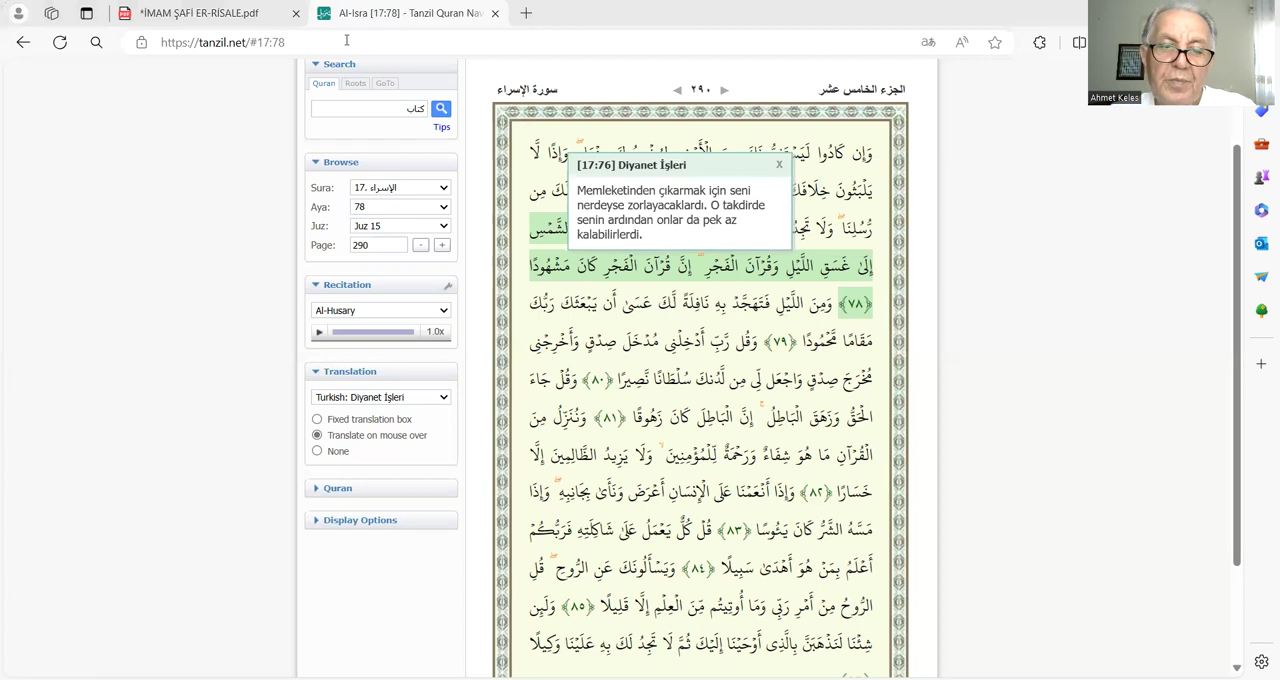 *İMAM ŞAFİ ER-RİSALE.pdf
Al-Isra [17:78] - Tanzil Quran Nav
https://tanzil.net/#17:78
Ahmet Keles
Search
Quran Roots GoTo
كتاب
Tips
Browse
Sura: 17. الإسراء
Aya: 78
Juz: Juz 15
Page: 290 - +
Recitation
Al-Husary
1.0x
Translation
Turkish: Diyanet İşleri
Fixed translation box
Translate on mouse over
None
Quran
Display Options
الجزء الخامس عشر ٢٩٠ سورة الإسراء
[17:76] Diyanet İşleri X
Memleketinden çıkarmak için seni
nerdeyse zorlayacaklardı. O takdirde
senin ardından onlar da pek az
kalabilirlerdi.
وَإِن كَادُوا وَإِذًا لَّا
يَلْبَثُونَ خِلَافَكَ مِن
رُّسُلِنَا ۖ وَلَا الشَّمْسِ
إِلَىٰ غَسَقِ اللَّيْلِ وَقُرْآنَ الْفَجْرِ ۖ إِنَّ قُرْآنَ الْفَجْرِ كَانَ مَشْهُودًا
﴿٧٨﴾ وَمِنَ اللَّيْلِ فَتَهَجَّدْ بِهِ نَافِلَةً لَّكَ عَسَىٰ أَن يَبْعَثَكَ رَبُّكَ
مَقَامًا مَّحْمُودًا ﴿٧٩﴾ وَقُل رَّبِّ أَدْخِلْنِي مُدْخَلَ صِدْقٍ وَأَخْرِجْنِي
مُخْرَجَ صِدْقٍ وَاجْعَل لِّي مِن لَّدُنكَ سُلْطَانًا نَّصِيرًا ﴿٨٠﴾ وَقُلْ جَاءَ
الْحَقُّ وَزَهَقَ الْبَاطِلُ ۚ إِنَّ الْبَاطِلَ كَانَ زَهُوقًا ﴿٨١﴾ وَنُنَزِّلُ مِنَ
الْقُرْآنِ مَا هُوَ شِفَاءٌ وَرَحْمَةٌ لِّلْمُؤْمِنِينَ ۙ وَلَا يَزِيدُ الظَّالِمِينَ إِلَّا
خَسَارًا ﴿٨٢﴾ وَإِذَا أَنْعَمْنَا عَلَى الْإِنسَانِ أَعْرَضَ وَنَأَىٰ بِجَانِبِهِ ۖ وَإِذَا
مَسَّهُ الشَّرُّ كَانَ يَئُوسًا ﴿٨٣﴾ قُلْ كُلٌّ يَعْمَلُ عَلَىٰ شَاكِلَتِهِ فَرَبُّكُمْ
أَعْلَمُ بِمَنْ هُوَ أَهْدَىٰ سَبِيلًا ﴿٨٤﴾ وَيَسْأَلُونَكَ عَنِ الرُّوحِ ۖ قُلِ
الرُّوحُ مِنْ أَمْرِ رَبِّي وَمَا أُوتِيتُم مِّنَ الْعِلْمِ إِلَّا قَلِيلًا ﴿٨٥﴾ وَلَئِن
شِئْنَا لَنَذْهَبَنَّ بِالَّذِي أَوْحَيْنَا إِلَيْكَ ثُمَّ لَا تَجِدُ لَكَ بِهِ عَلَيْنَا وَكِيلًا